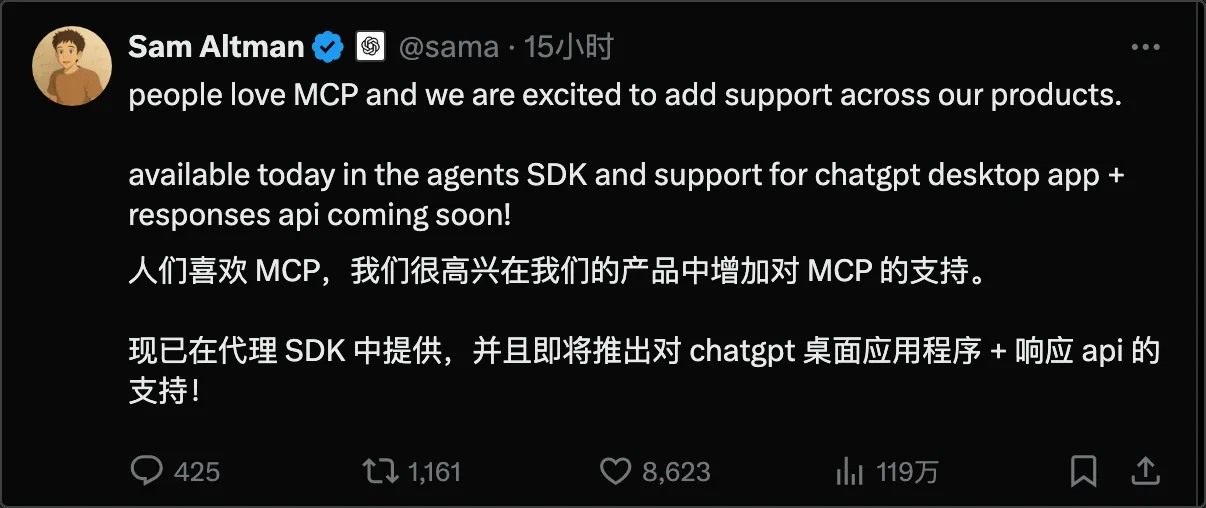 Sam Altman @sama · 15小时
people love MCP and we are excited to add support across our products.
available today in the agents SDK and support for chatgpt desktop app +
responses api coming soon!
人们喜欢 MCP，我们很高兴在我们的产品中增加对 MCP 的支持。
现已在代理 SDK 中提供，并且即将推出对 chatgpt 桌面应用程序 + 响应 api 的
支持！
425 1,161 8,623 119万